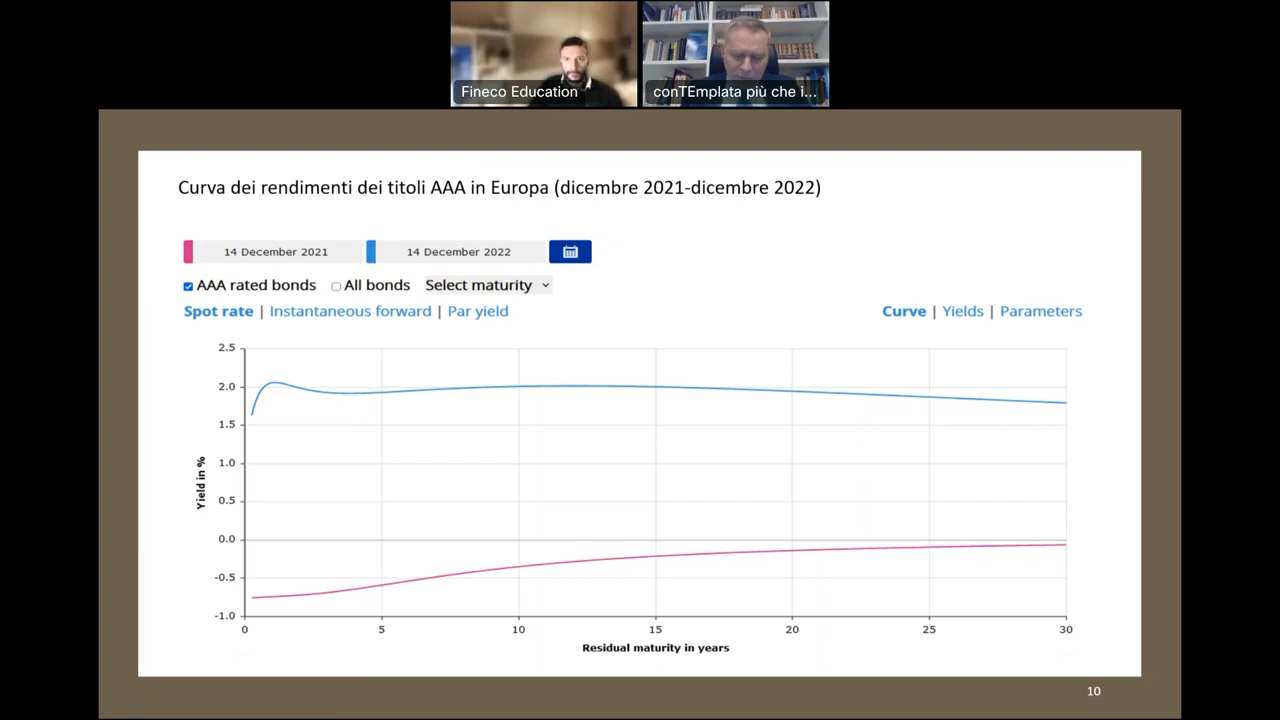 Fineco Education
conTEmplata più che i...
Curva dei rendimenti dei titoli AAA in Europa (dicembre 2021-dicembre 2022)
14 December 2021 14 December 2022
AAA rated bonds All bonds Select maturity
Spot rate | Instantaneous forward | Par yield Curve | Yields | Parameters
2.5
2.0
1.5
1.0
0.5
0.0
-0.5
-1.0
Yield in %
0 5 10 15 20 25 30
Residual maturity in years
10